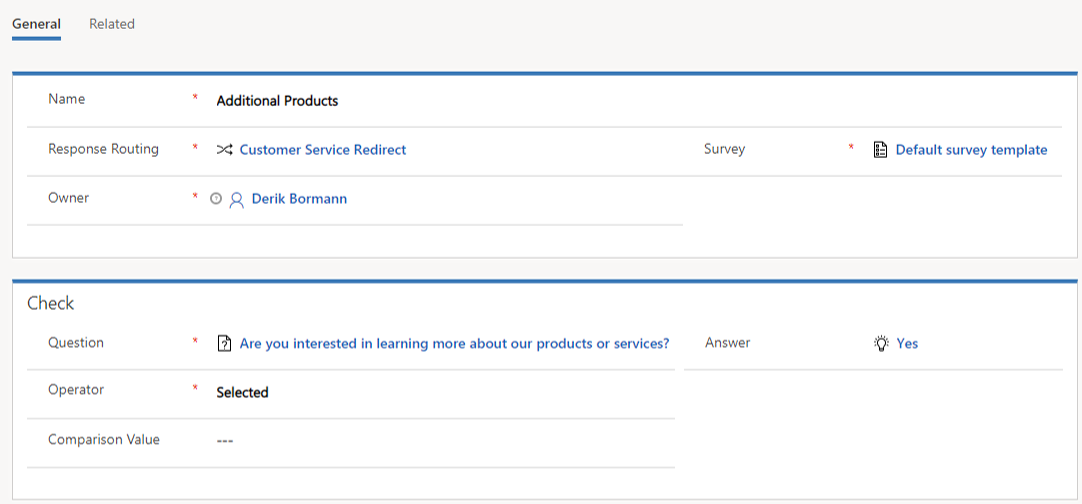 General Related
Name * Additional Products
Response Routing * Customer Service Redirect Survey * Default survey template
Owner * Derik Bormann
Check
Question * Are you interested in learning more about our products or services? Answer Yes
Operator * Selected
Comparison Value ---